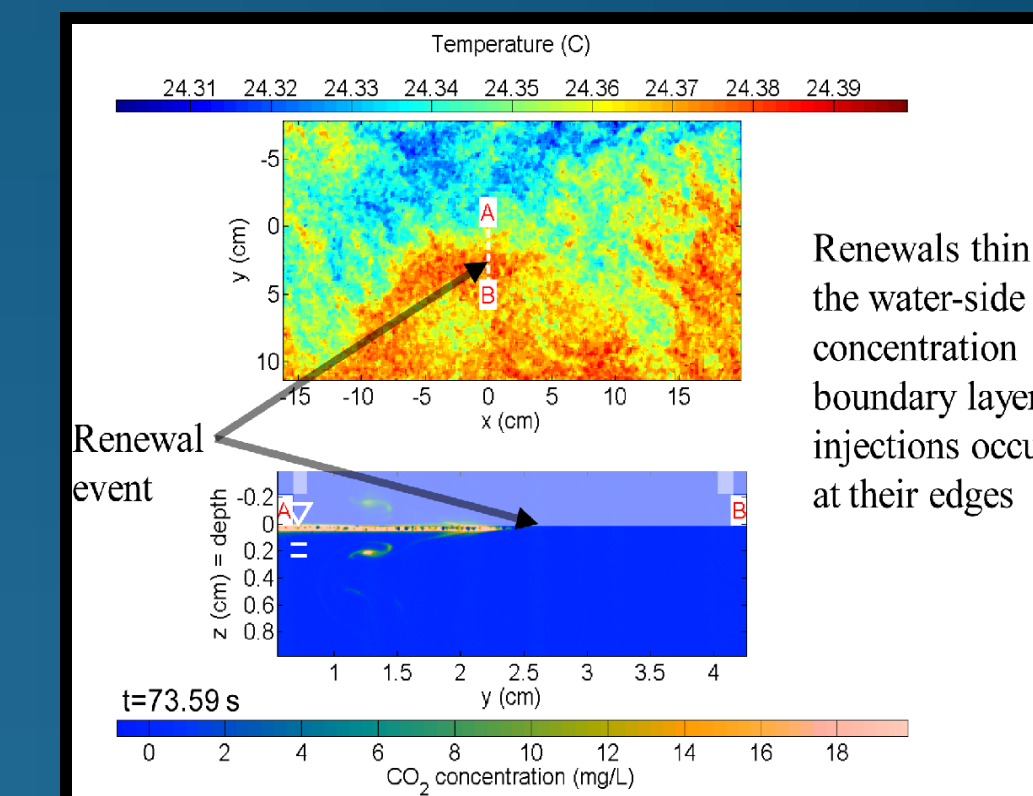 Temperature (C)
24.31 24.32 24.33 24.34 24.35 24.36 24.37 24.38 24.39
-5
0
5
10
y (cm)
A
B
-15 -10 -5 0 5 10 15
x (cm)
Renewals thin
the water-side
concentration
boundary layer
injections occu
at their edges
Renewal
event
-0.2
0
0.2
0.4
0.6
0.8
z (cm) = depth
A
B
1 1.5 2 2.5 3 3.5 4
y (cm)
t=73.59 s
0 2 4 6 8 10 12 14 16 18
CO₂ concentration (mg/L)